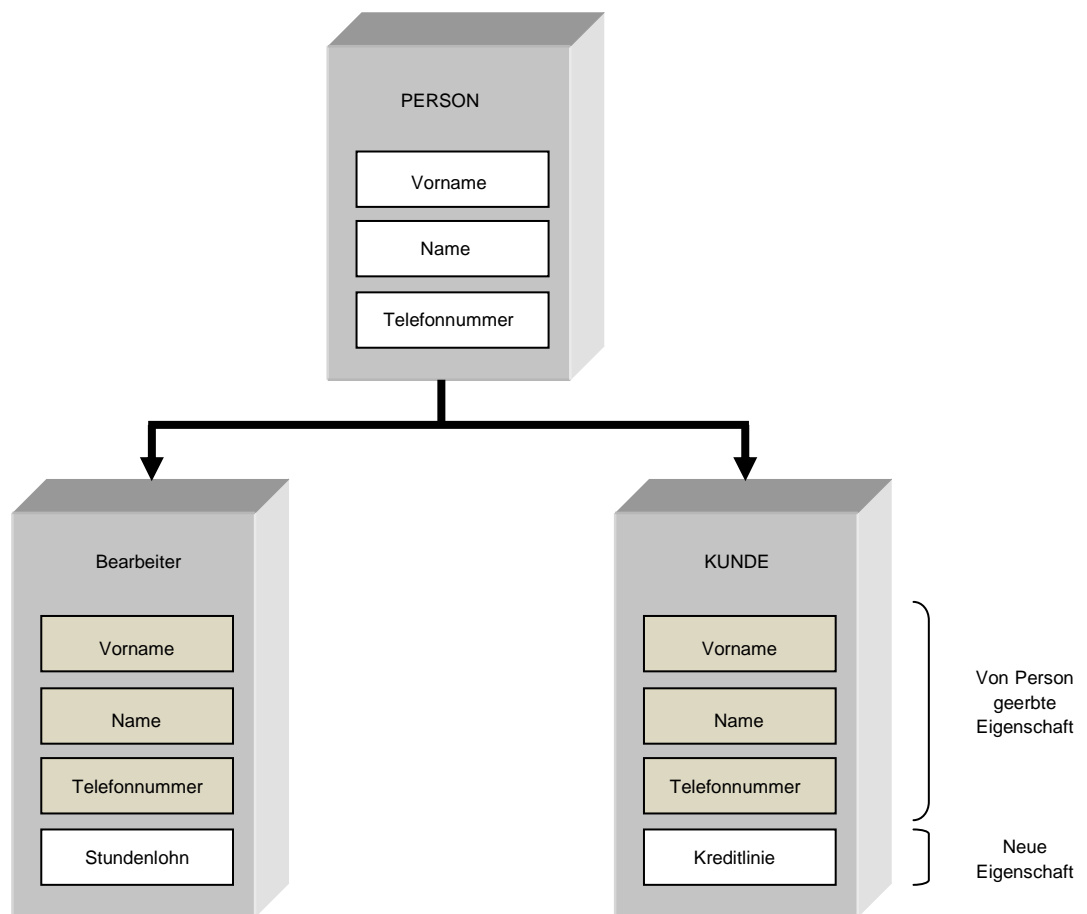 PERSON
Vorname
Name
Telefonnummer
Bearbeiter
Vorname
Name
Telefonnummer
Stundenlohn
KUNDE
Vorname
Name
Telefonnummer
Kreditlinie
Von Person
geerbte
Eigenschaft
Neue
Eigenschaft